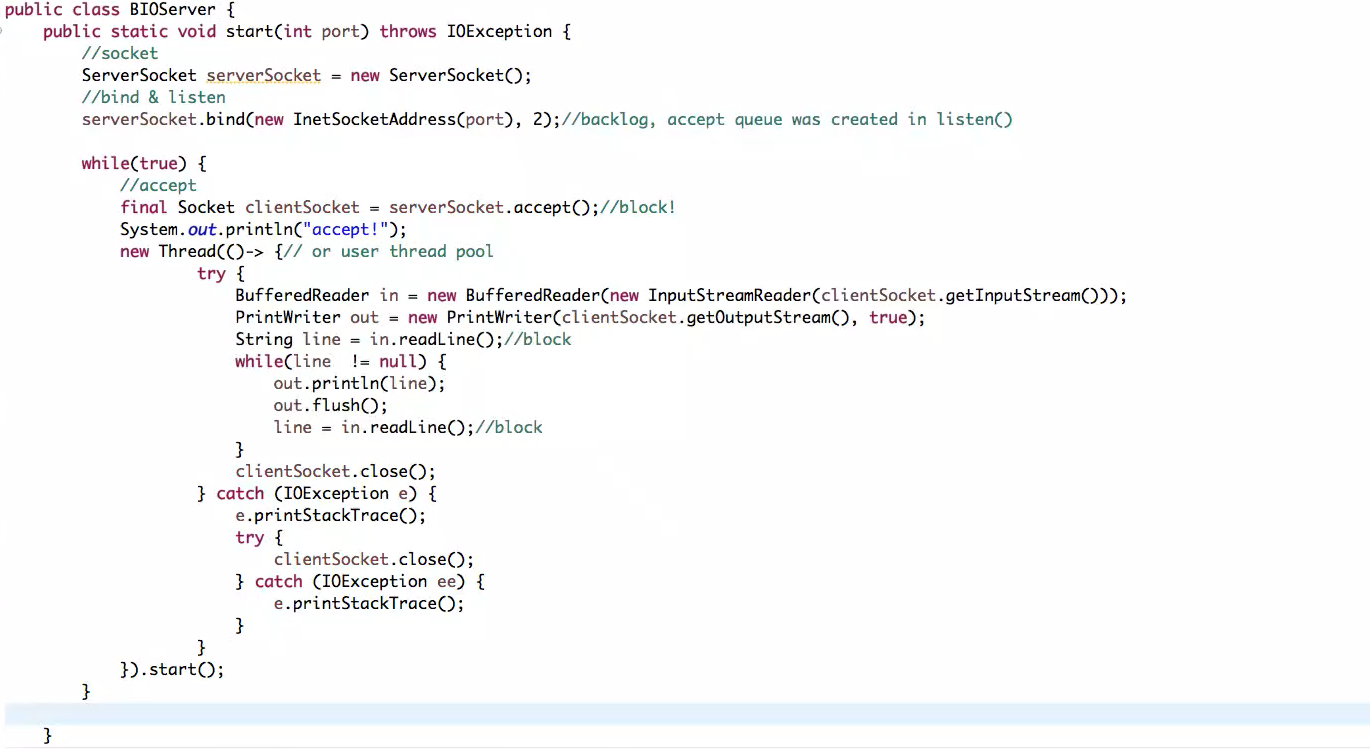 public class BIOServer {
    public static void start(int port) throws IOException {
        //socket
        ServerSocket serverSocket = new ServerSocket();
        //bind & listen
        serverSocket.bind(new InetSocketAddress(port), 2);//backlog, accept queue was created in listen()

        while(true) {
            //accept
            final Socket clientSocket = serverSocket.accept();//block!
            System.out.println("accept!");
            new Thread(()-> {// or user thread pool
                    try {
                        BufferedReader in = new BufferedReader(new InputStreamReader(clientSocket.getInputStream()));
                        PrintWriter out = new PrintWriter(clientSocket.getOutputStream(), true);
                        String line = in.readLine();//block
                        while(line  != null) {
                            out.println(line);
                            out.flush();
                            line = in.readLine();//block
                        }
                        clientSocket.close();
                    } catch (IOException e) {
                        e.printStackTrace();
                        try {
                            clientSocket.close();
                        } catch (IOException ee) {
                            e.printStackTrace();
                        }
                    }
            }).start();
        }

    }